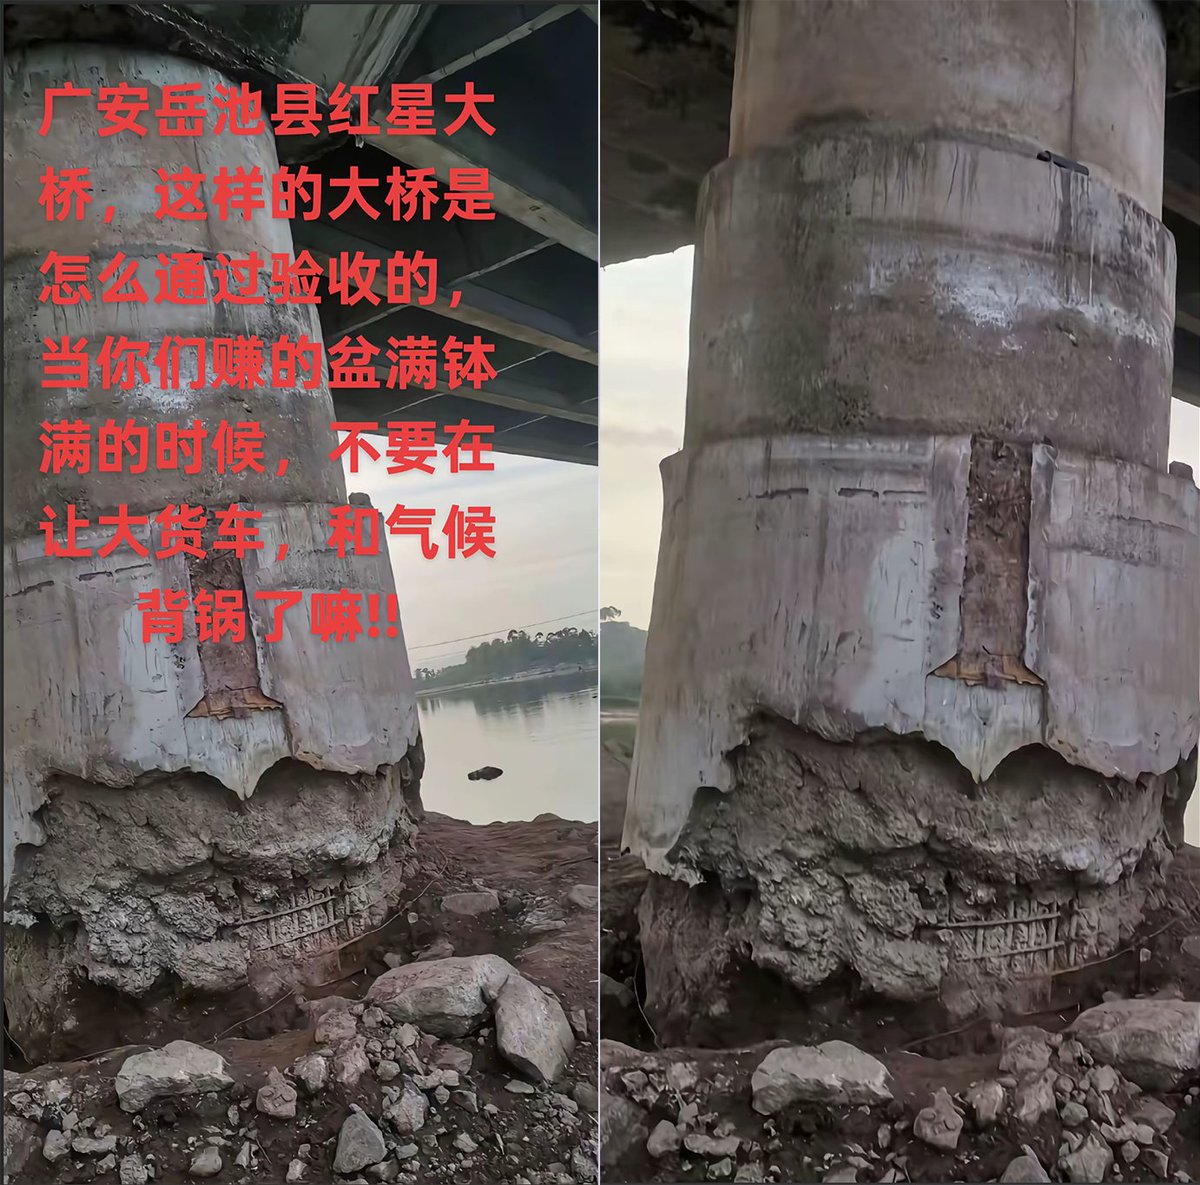 广安岳池县红星大
桥，这样的大桥是
怎么通过验收的，
当你们赚的盆满钵
满的时候，不要在
让大货车，和气候
背锅了嘛!!